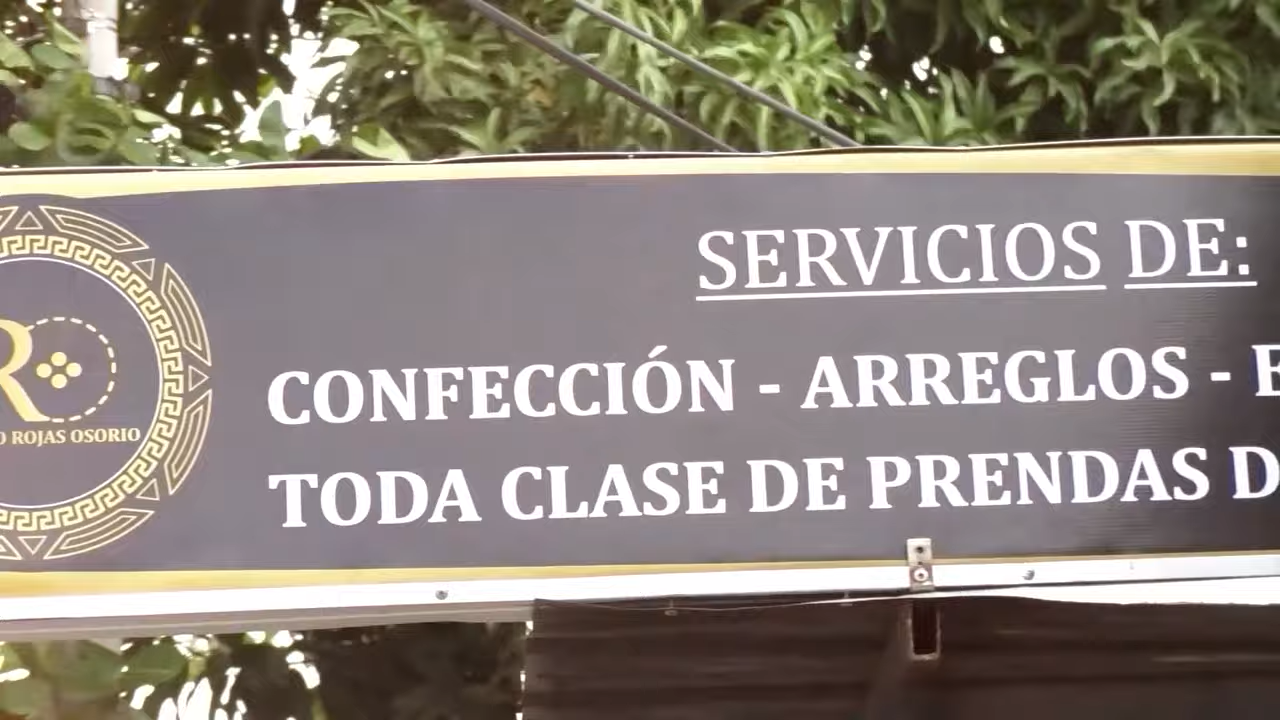 SERVICIOS DE:
R
ROJAS OSORIO
CONFECCIÓN - ARREGLOS -
TODA CLASE DE PRENDAS